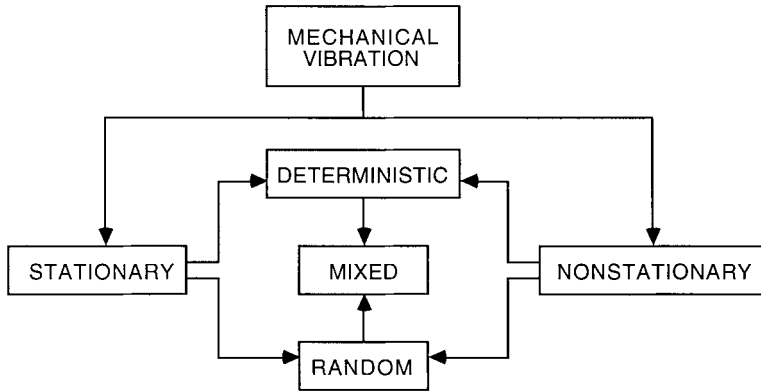 MECHANICAL
VIBRATION
DETERMINISTIC
STATIONARY
MIXED
NONSTATIONARY
RANDOM